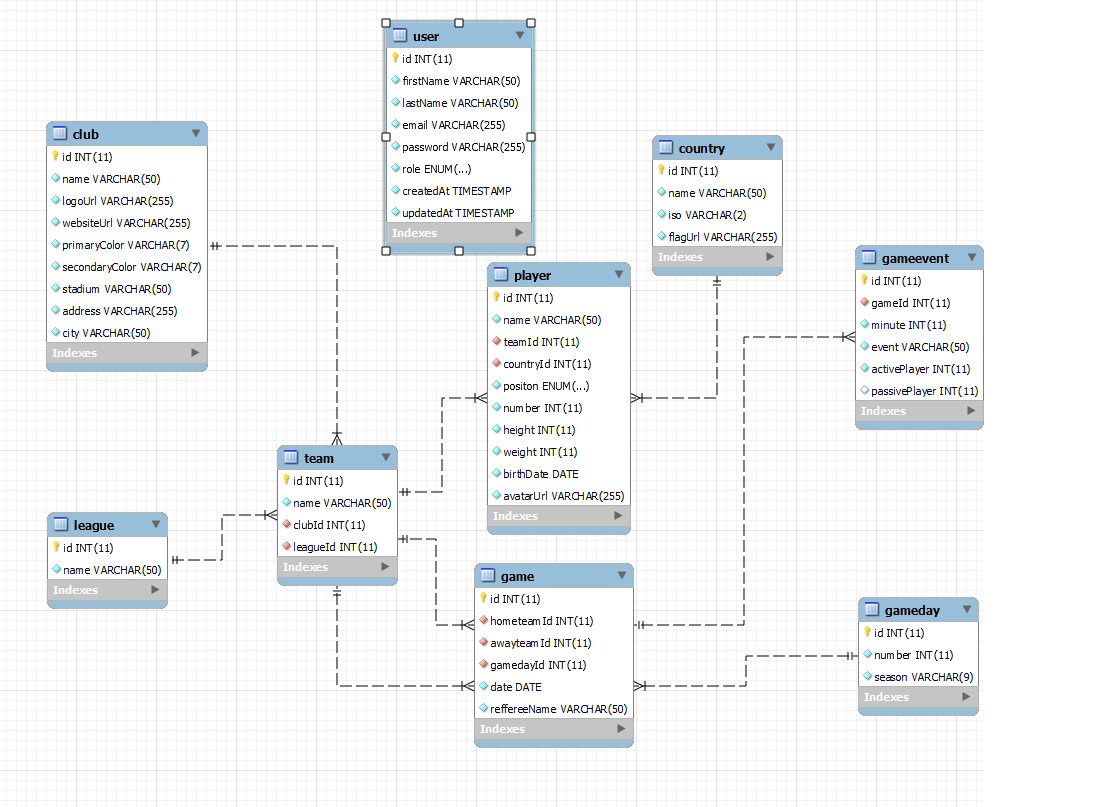 user
id INT(11)
firstName VARCHAR(50)
lastName VARCHAR(50)
email VARCHAR(255)
password VARCHAR(255)
role ENUM(...)
createdAt TIMESTAMP
updatedAt TIMESTAMP
Indexes
club
id INT(11)
name VARCHAR(50)
logoUrl VARCHAR(255)
websiteUrl VARCHAR(255)
primaryColor VARCHAR(7)
secondaryColor VARCHAR(7)
stadium VARCHAR(50)
address VARCHAR(255)
city VARCHAR(50)
Indexes
country
id INT(11)
name VARCHAR(50)
iso VARCHAR(2)
flagUrl VARCHAR(255)
Indexes
gameevent
id INT(11)
gameId INT(11)
minute INT(11)
event VARCHAR(50)
activePlayer INT(11)
passivePlayer INT(11)
Indexes
player
id INT(11)
name VARCHAR(50)
teamId INT(11)
countryId INT(11)
positon ENUM(...)
number INT(11)
height INT(11)
weight INT(11)
birthDate DATE
avatarUrl VARCHAR(255)
Indexes
team
id INT(11)
name VARCHAR(50)
clubId INT(11)
leagueId INT(11)
Indexes
league
id INT(11)
name VARCHAR(50)
Indexes
game
id INT(11)
hometeamId INT(11)
awayteamId INT(11)
gamedayId INT(11)
date DATE
reffereeName VARCHAR(50)
Indexes
gameday
id INT(11)
number INT(11)
season VARCHAR(9)
Indexes